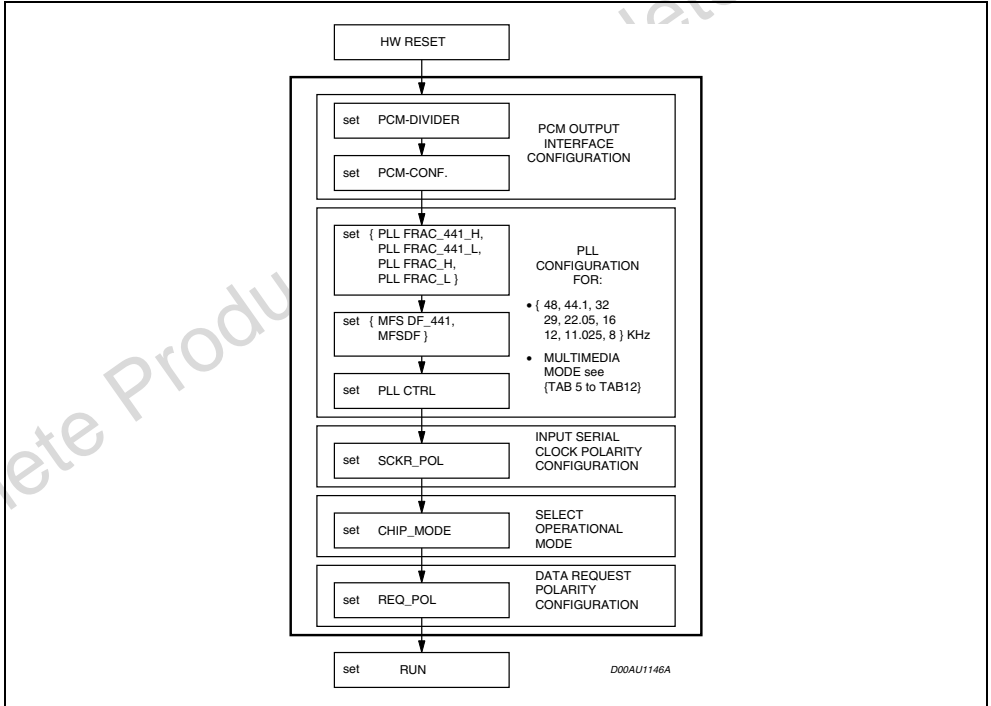 HW RESET
set PCM-DIVIDER
PCM OUTPUT
INTERFACE
CONFIGURATION
set PCM-CONF.
set { PLL FRAC_441_H,
PLL FRAC_441_L,
PLL FRAC_H,
PLL FRAC_L }
set { MFS DF_441,
MFSDF }
set PLL CTRL
PLL
CONFIGURATION
FOR:
• { 48, 44.1, 32
29, 22.05, 16
12, 11.025, 8 } KHz
• MULTIMEDIA
MODE see
{TAB 5 to TAB12}
set SCKR_POL
INPUT SERIAL
CLOCK POLARITY
CONFIGURATION
set CHIP_MODE
SELECT
OPERATIONAL
MODE
set REQ_POL
DATA REQUEST
POLARITY
CONFIGURATION
set RUN
D00AU1146A
lete Produ